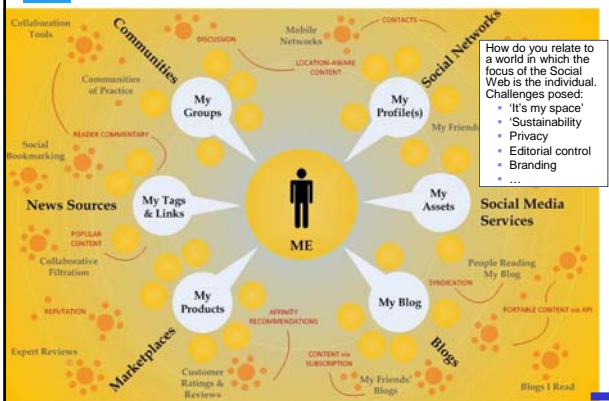 Collaboration
Tools
Communities
DISCUSSION
Mobile
Networks
CONTACTS
LOCATION-AWARE
CONTENT
Social Networks
Communities
of Practice
My
Groups
My
Profile(s)
My Friends
How do you relate to
a world in which the
focus of the Social
Web is the individual.
Challenges posed:
• ‘It’s my space’
• ‘Sustainability
• Privacy
• Editorial control
• Branding
• …
READER COMMENTARY
Social
Bookmarking
News Sources
My Tags
& Links
ME
My
Assets
Social Media
Services
POPULAR
CONTENT
Collaborative
Filtration
People Reading
My Blog
SYNDICATION
My
Products
My Blog
REPUTATION
AFFINITY
RECOMMENDATIONS
PORTABLE CONTENT via API
Expert Reviews
Marketplaces
Customer
Ratings &
Reviews
CONTENT via
SUBSCRIPTION
My Friends'
Blogs
Blogs
Blogs I Read